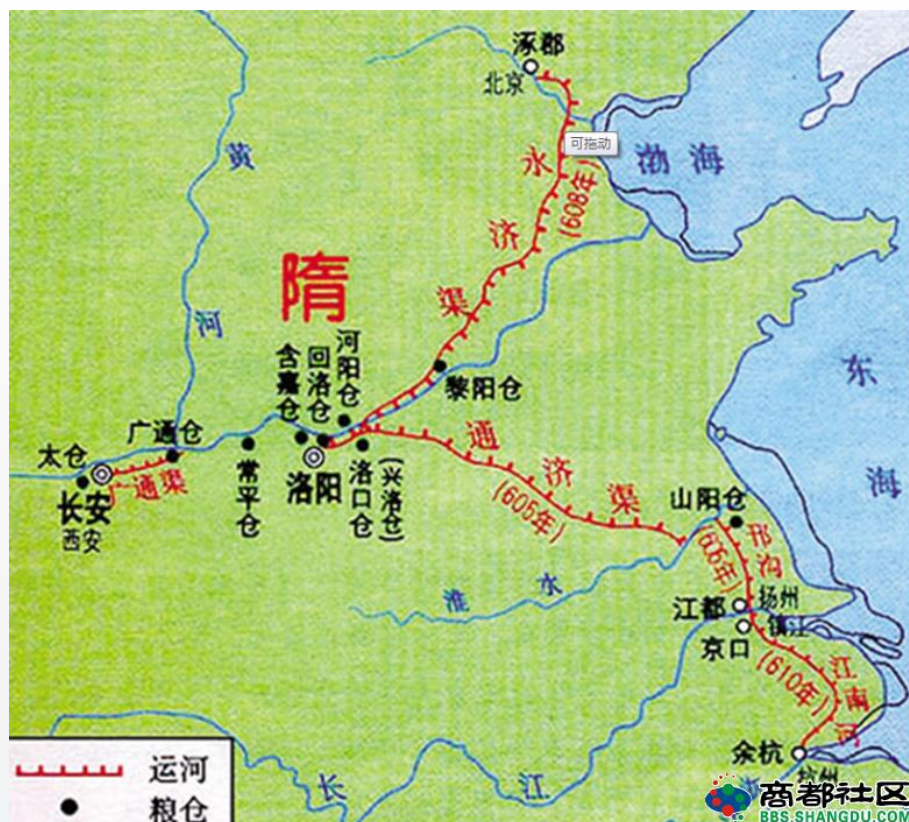 涿郡
北京
可拖动
渤海
永济渠
(608年)
黄河
隋
含嘉仓
回洛仓
河阳仓
黎阳仓
东海
太仓
广通仓
长安
西安
广通渠
常平仓
洛阳
洛口仓
(兴洛仓)
通济渠
(605年)
山阳仓
邗沟
淮水
江都
扬州
京口
镇江
(610年)
江南河
余杭
杭州
长江
运河
粮仓
商都社区
BBS.SHANGDU.COM